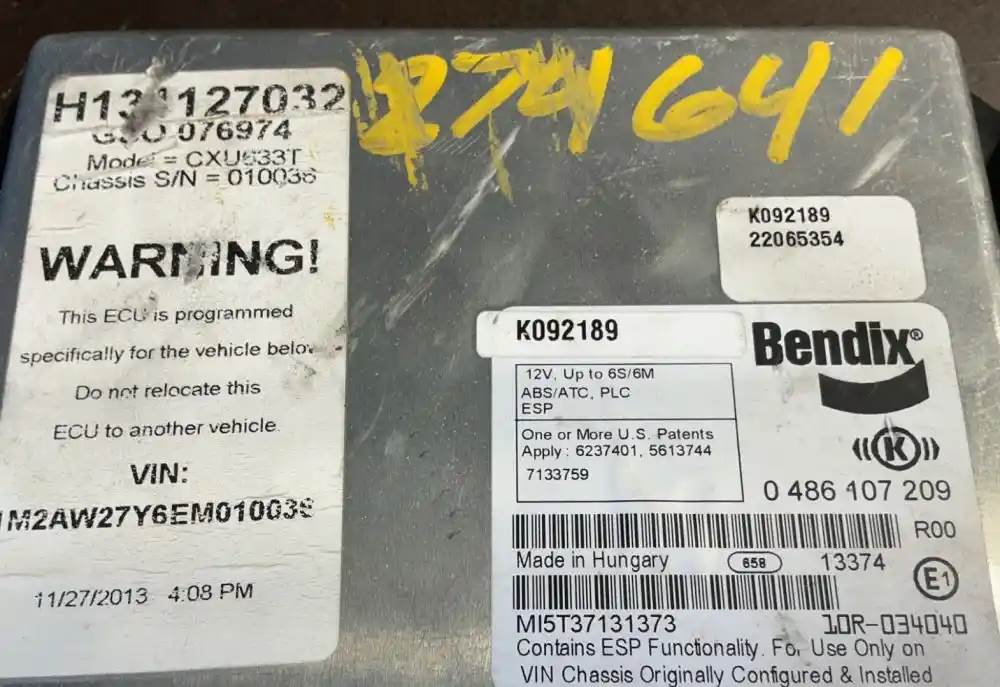 274641
H131127032
GSO 076974
Model = CXU633T
Chassis S/N = 010036
WARNING!
This ECU is programmed
specifically for the vehicle below.
Do not relocate this
ECU to another vehicle.
VIN:
1M2AW27Y6EM010036
11/27/2013 4:08 PM
K092189
22065354
K092189
Bendix®
12V, Up to 6S/6M
ABS/ATC, PLC
ESP
One or More U.S. Patents
Apply : 6237401, 5613744
7133759
K
0 486 107 209
R00
Made in Hungary 658 13374
E1
MI5T37131373 10R-034040
Contains ESP Functionality. For Use Only on
VIN Chassis Originally Configured & Installed